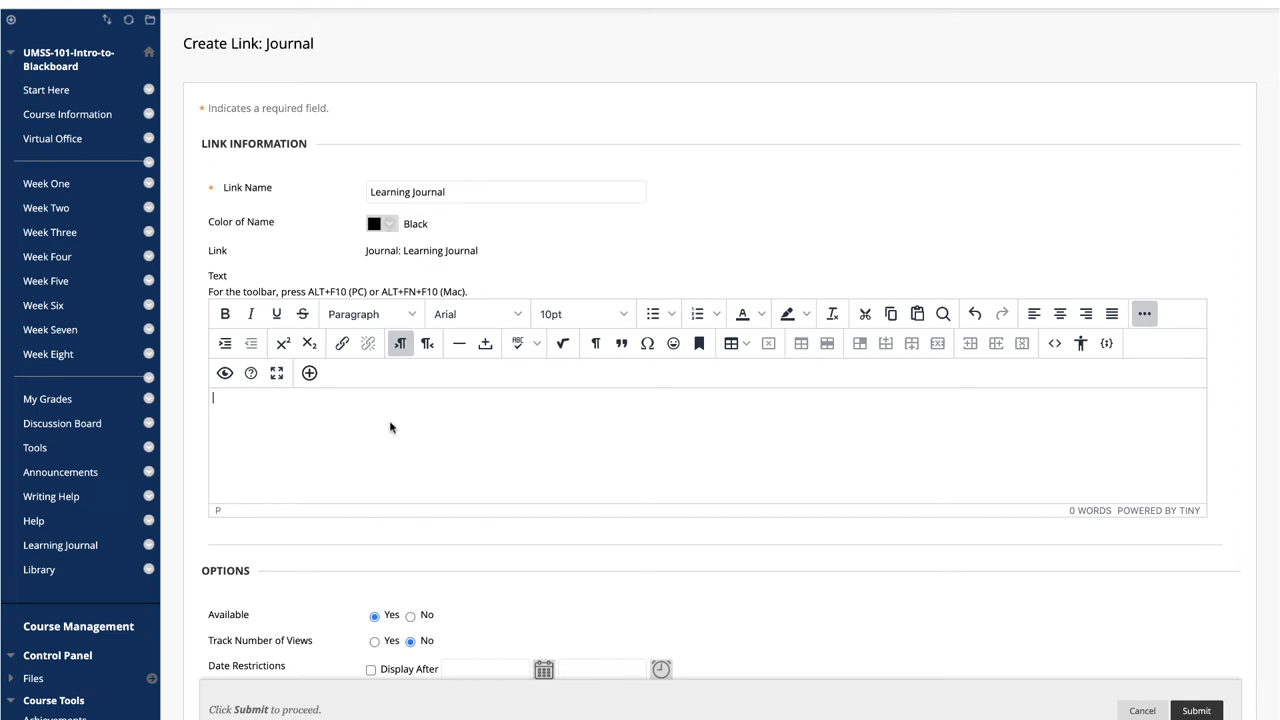 UMSS-101-Intro-to-
Blackboard
Start Here
Course Information
Virtual Office
Week One
Week Two
Week Three
Week Four
Week Five
Week Six
Week Seven
Week Eight
My Grades
Discussion Board
Tools
Announcements
Writing Help
Help
Learning Journal
Library
Course Management
Control Panel
Files
Course Tools
Achievements
Create Link: Journal
* Indicates a required field.
LINK INFORMATION
* Link Name Learning Journal
Color of Name Black
Link Journal: Learning Journal
Text
For the toolbar, press ALT+F10 (PC) or ALT+FN+F10 (Mac).
B I U S Paragraph Arial 10pt
P 0 WORDS POWERED BY TINY
OPTIONS
Available Yes No
Track Number of Views Yes No
Date Restrictions Display After
Click Submit to proceed. Cancel Submit